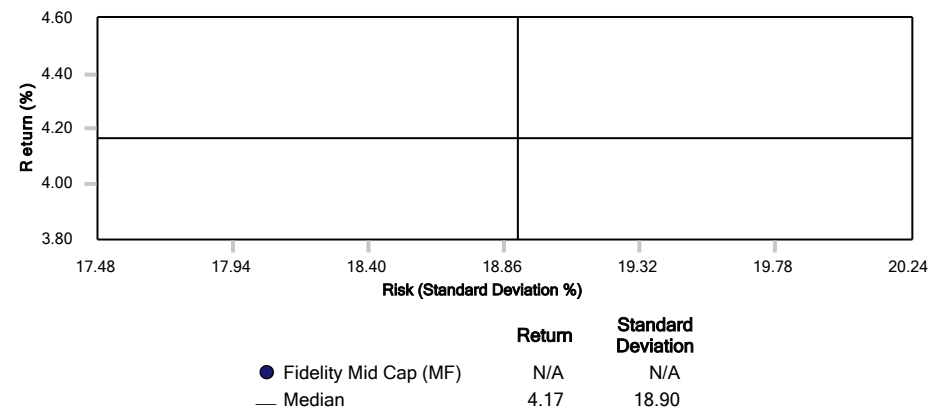 4.60
4.40
4.20
4.00
3.80
Return (%)
17.48 17.94 18.40 18.86 19.32 19.78 20.24
Risk (Standard Deviation %)
Return Standard Deviation
Fidelity Mid Cap (MF) N/A N/A
Median 4.17 18.90